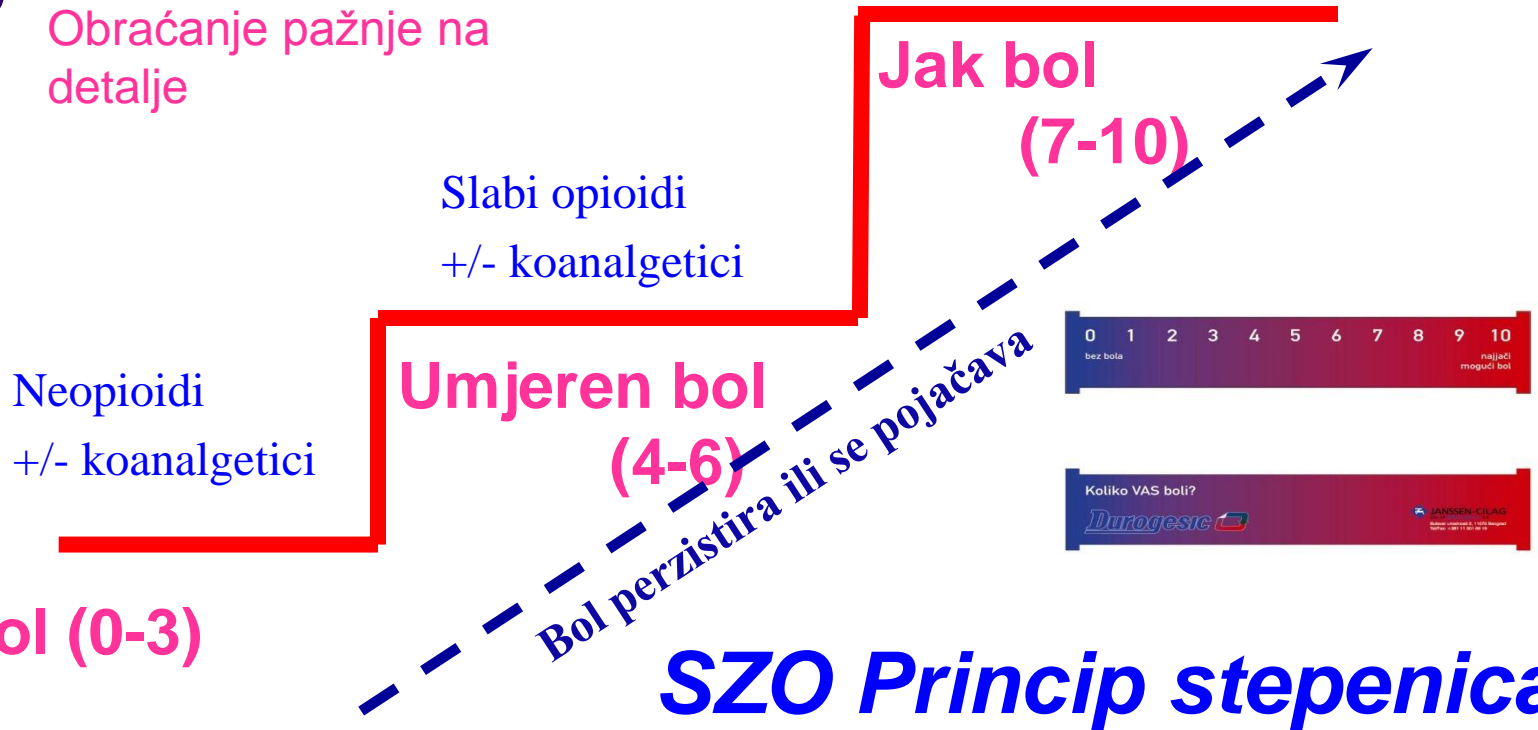 Obraćanje pažnje na
detalje
Jak bol
(7-10)
Slabi opioidi
+/- koanalgetici
Neopioidi
+/- koanalgetici
Umjeren bol
(4-6)
Bol perzistira ili se pojačava
0 1 2 3 4 5 6 7 8 9 10
bez bola
najjači
mogući bol
Koliko VAS boli?
Durogesic
JANSSEN-CILAG
ol (0-3)
SZO Princip stepenica